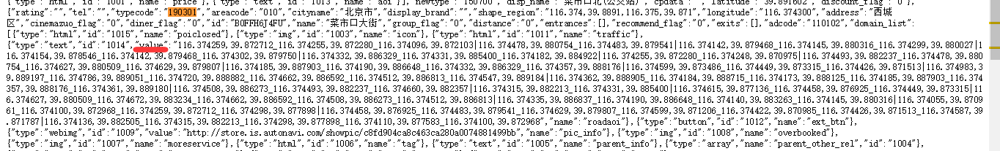 {"type":"html","id":"1001","name":"price"},{"type":"text","id":"1013","name":"aoi"}],"newtype":"150700","disp_name":"菜市口北(公交站)","cpdata":"","latitude":"39.891602","discount_flag":"0"},
{"rating":"","tel":"","typecode":"190301","areacode":"010","cityname":"北京市","display_brand":"","shape_region":"116.374,39.8891,116.375,39.871","longitude":"116.374300","address":"西城
区","cinemazuo_flag":"0","diner_flag":"0","id":"B0FFH6J4FU","name":"菜市口大街","group_flag":"0","distance":"0","entrances":[],"recommend_flag":"0","exits":[],"adcode":"110102","domain_list":
[{"type":"html","id":"1015","name":"poiclosed"},{"type":"img","id":"1003","name":"icon"},{"type":"html","id":"1011","name":"traffic"},
{"type":"text","id":"1014","value":"116.374259,39.872712_116.374255,39.872280_116.374096,39.872103|116.374478,39.880754_116.374483,39.879541|116.374142,39.879468_116.374145,39.880316_116.374299,39.880027|1
16.374154,39.878546_116.374142,39.879468_116.374302,39.879750|116.374332,39.886329_116.374331,39.885400_116.374182,39.884922|116.374255,39.872280_116.374248,39.870975|116.374493,39.882237_116.374478,39.880
754_116.374627,39.880509_116.374629,39.879807|116.374185,39.887903_116.374190,39.886648_116.374332,39.886329_116.374357,39.888176|116.374599,39.873486_116.374449,39.873315_116.374426,39.871513|116.374983,3
9.889197_116.374786,39.889051_116.374720,39.888882_116.374662,39.886592_116.374512,39.886813_116.374547,39.889184|116.374362,39.888905_116.374184,39.888715_116.374173,39.888125_116.374185,39.887903_116.374
357,39.888176_116.374361,39.889180|116.374508,39.886273_116.374493,39.882237_116.374660,39.882357|116.374315,39.882213_116.374331,39.885400|116.374615,39.877136_116.374458,39.876925_116.374449,39.873315|11
6.374627,39.880509_116.374672,39.883234_116.374662,39.886592_116.374508,39.886273_116.374512,39.886813|116.374335,39.886837_116.374190,39.886648_116.374140,39.883263_116.374145,39.880316|116.374055,39.870
961_116.374100,39.872968_116.374259,39.872712_116.374298,39.877898|116.374458,39.876925_116.374483,39.879541_116.374629,39.879807_116.374599,39.871206_116.374422,39.870985_116.374426,39.871513_116.374587,39
.871787|116.374136,39.882505_116.374315,39.882213_116.374298,39.877898_116.374110,39.877583_116.374100,39.872968","name":"roadaoi"},{"type":"button","id":"1012","name":"ext_btn"},
{"type":"webimg","id":"1009","value":"http://store.is.autonavi.com/showpic/c8fd904ca8c463ca280a0074881499bb","name":"pic_info"},{"type":"img","id":"1008","name":"overbooked"},
{"type":"img","id":"1007","name":"moreservice"},{"type":"html","id":"1006","name":"tag"},{"type":"text","id":"1005","name":"parent_info"},{"type":"array","name":"parent_other_rel","id":"1004"},